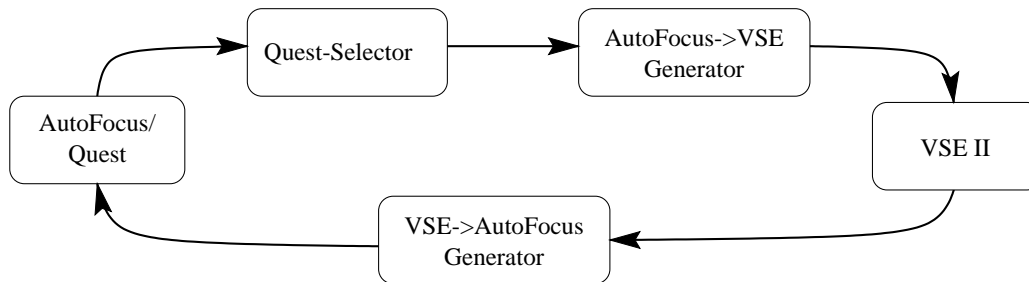 Quest-Selector
AutoFocus->VSE
Generator
AutoFocus/
Quest
VSE II
VSE->AutoFocus
Generator